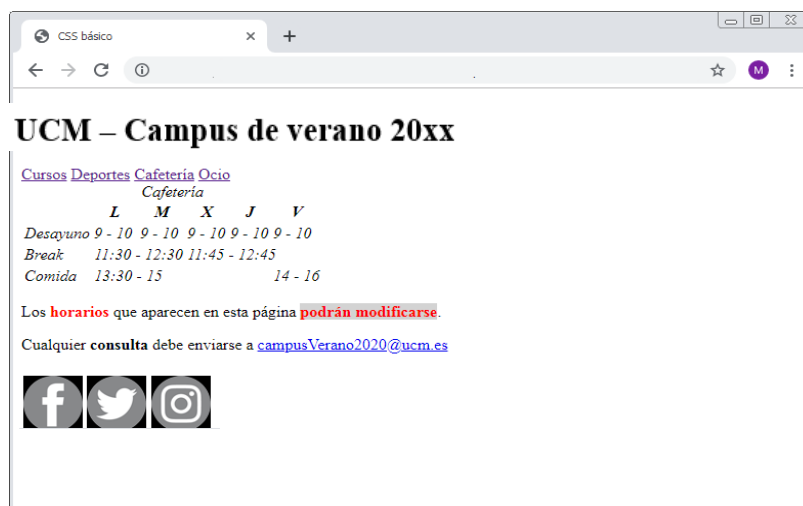 CSS básico
M
UCM – Campus de verano 20xx
Cursos Deportes Cafetería Ocio
Cafetería
L M X J V
Desayuno 9 - 10 9 - 10 9 - 10 9 - 10 9 - 10
Break 11:30 - 12:30 11:45 - 12:45
Comida 13:30 - 15 14 - 16
Los horarios que aparecen en esta página podrán modificarse.
Cualquier consulta debe enviarse a campusVerano2020@ucm.es